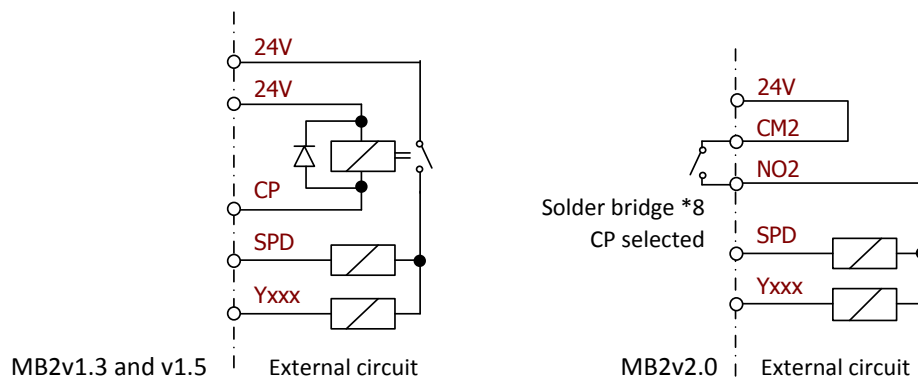 24V
24V
CP
SPD
Yxxx
MB2v1.3 and v1.5
External circuit
24V
CM2
NO2
Solder bridge *8
CP selected
SPD
Yxxx
MB2v2.0
External circuit